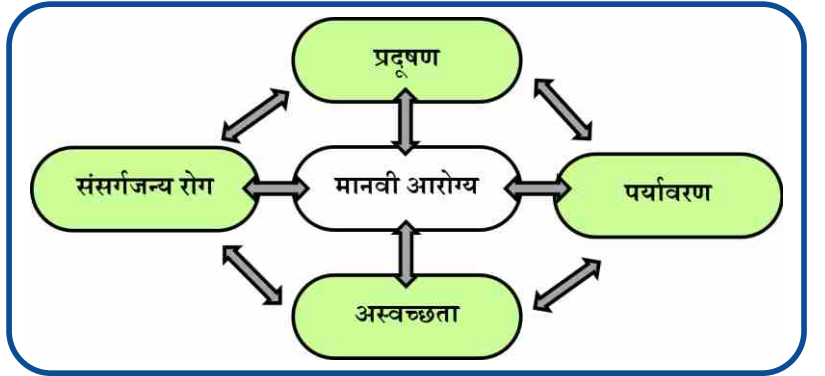 प्रदूषण
संसर्गजन्य रोग
मानवी आरोग्य
पर्यावरण
अस्वच्छता